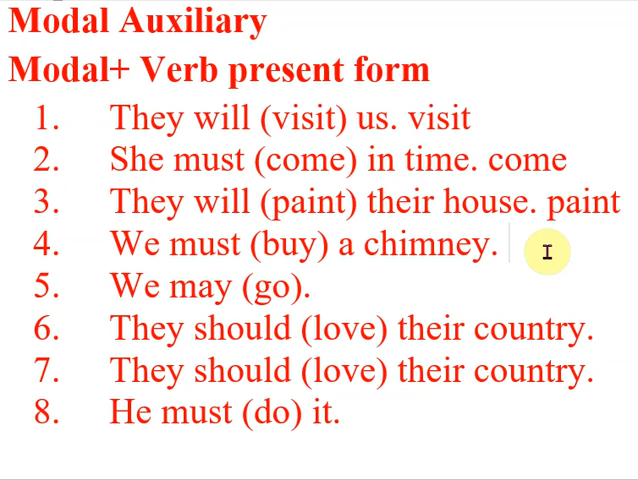 Modal Auxiliary
Modal+ Verb present form
1. They will (visit) us. visit
2. She must (come) in time. come
3. They will (paint) their house. paint
4. We must (buy) a chimney.
5. We may (go).
6. They should (love) their country.
7. They should (love) their country.
8. He must (do) it.